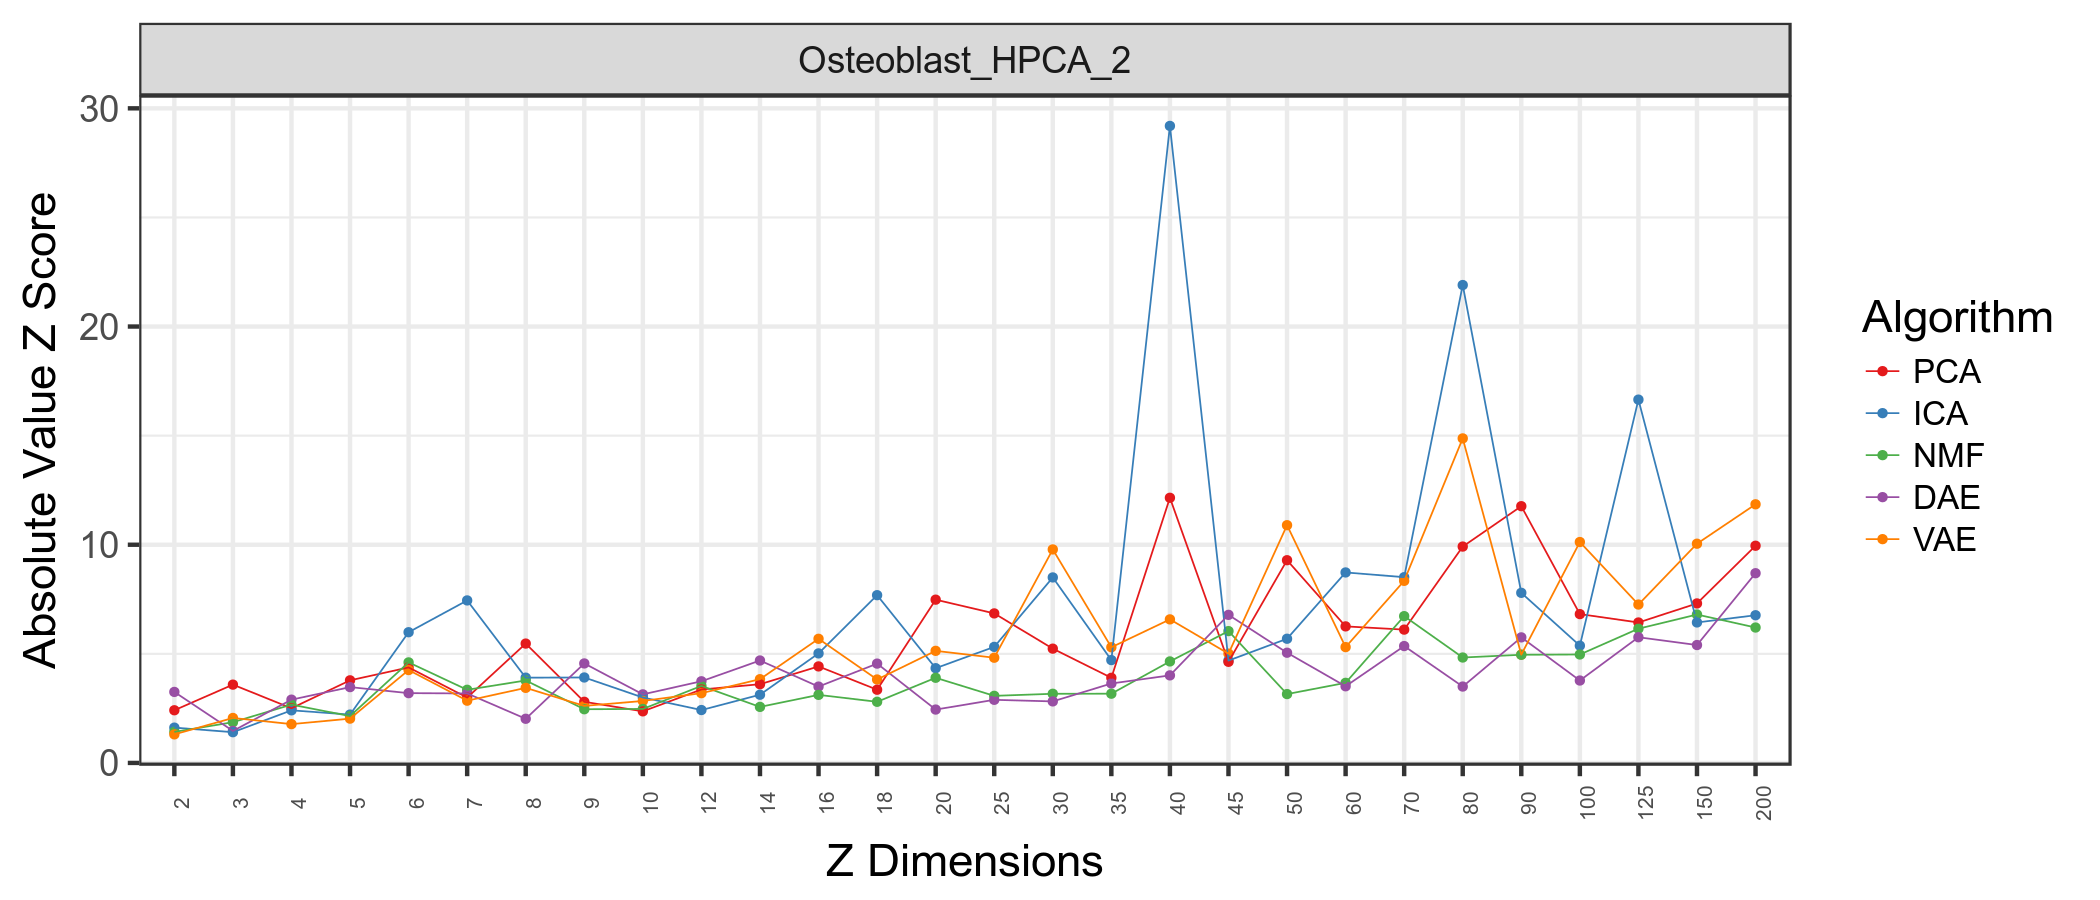 Osteoblast_HPCA_2
Absolute Value Z Score
30
20
10
0
2 3 4 5 6 7 8 9 10 12 14 16 18 20 25 30 35 40 45 50 60 70 80 90 100 125 150 200
Z Dimensions
Algorithm
PCA
ICA
NMF
DAE
VAE